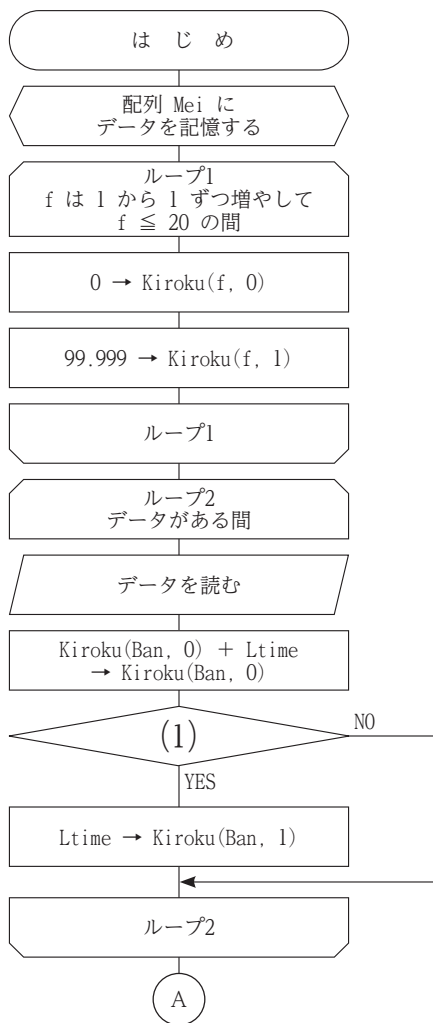 は じ め
配列 Mei に
データを記憶する
ループ1
f は 1 から 1 ずつ増やして
f ≦ 20 の間
0 → Kiroku(f, 0)
99.999 → Kiroku(f, 1)
ループ1
ループ2
データがある間
データを読む
Kiroku(Ban, 0) + Ltime
→ Kiroku(Ban, 0)
(1)
NO
YES
Ltime → Kiroku(Ban, 1)
ループ2
A